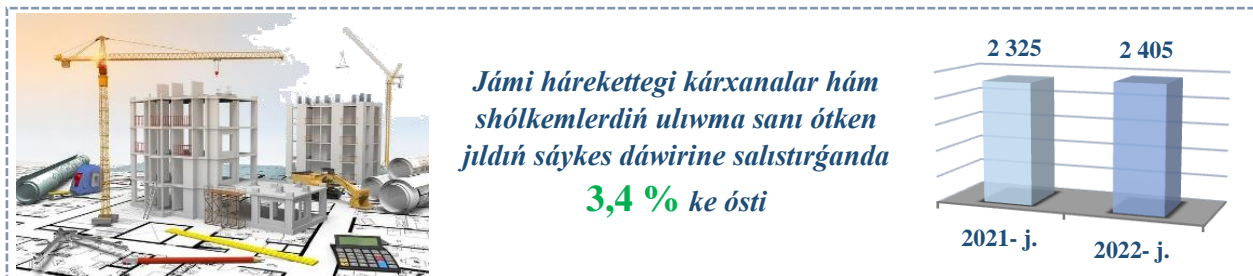 Jámi hárekettegi kárxanalar hám
shólkemlerdiń ulıwma sanı ótken
jıldıń sáykes dáwirine salıstırǵanda
3,4 % ke ósti
2 325 2 405
2021- j. 2022- j.